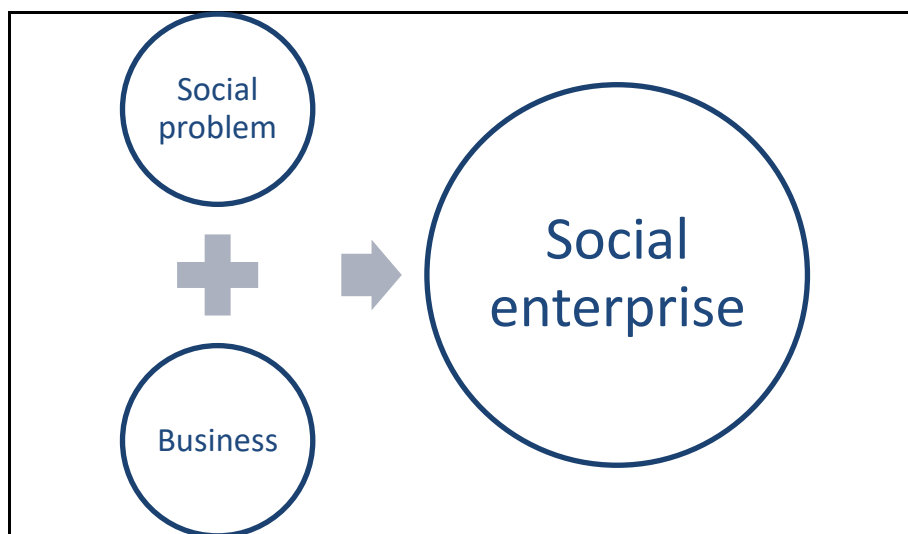 Social
problem
Business
Social
enterprise